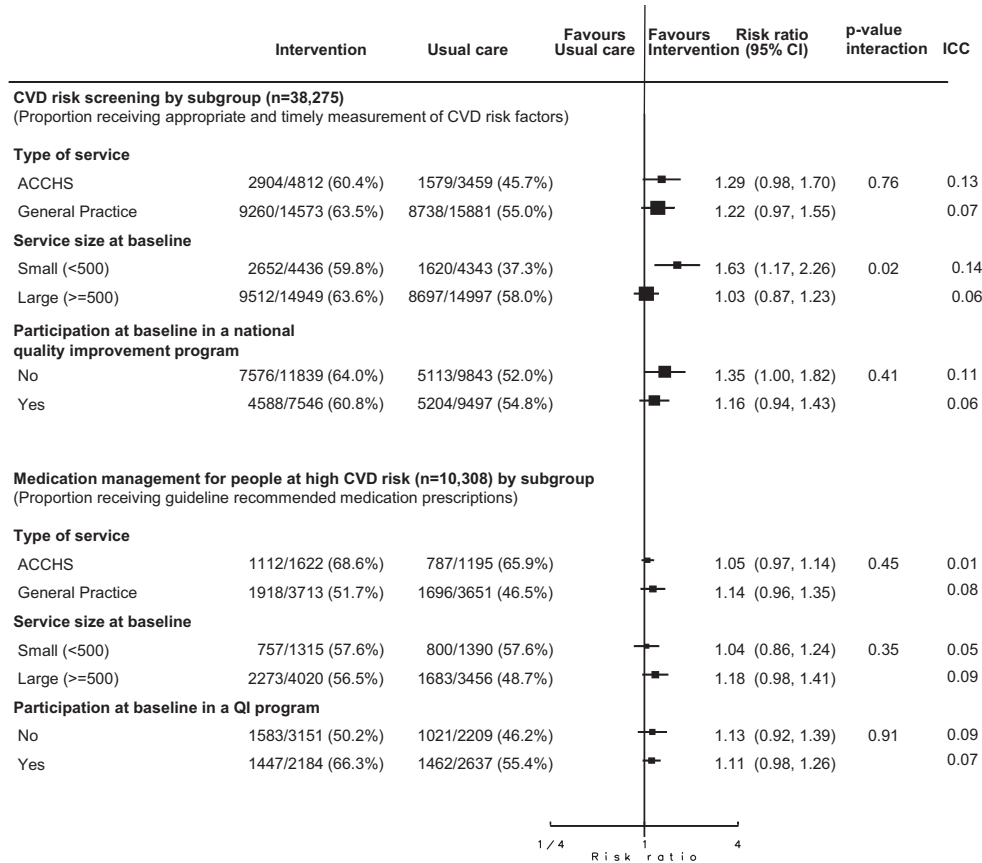 Intervention Usual care Favours Usual care Favours Intervention Risk ratio (95% CI) p-value interaction ICC
CVD risk screening by subgroup (n=38,275)
(Proportion receiving appropriate and timely measurement of CVD risk factors)
Type of service
ACCHS 2904/4812 (60.4%) 1579/3459 (45.7%) 1.29 (0.98, 1.70) 0.76 0.13
General Practice 9260/14573 (63.5%) 8738/15881 (55.0%) 1.22 (0.97, 1.55) 0.07
Service size at baseline
Small (<500) 2652/4436 (59.8%) 1620/4343 (37.3%) 1.63 (1.17, 2.26) 0.02 0.14
Large (>=500) 9512/14949 (63.6%) 8697/14997 (58.0%) 1.03 (0.87, 1.23) 0.06
Participation at baseline in a national
quality improvement program
No 7576/11839 (64.0%) 5113/9843 (52.0%) 1.35 (1.00, 1.82) 0.41 0.11
Yes 4588/7546 (60.8%) 5204/9497 (54.8%) 1.16 (0.94, 1.43) 0.06
Medication management for people at high CVD risk (n=10,308) by subgroup
(Proportion receiving guideline recommended medication prescriptions)
Type of service
ACCHS 1112/1622 (68.6%) 787/1195 (65.9%) 1.05 (0.97, 1.14) 0.45 0.01
General Practice 1918/3713 (51.7%) 1696/3651 (46.5%) 1.14 (0.96, 1.35) 0.08
Service size at baseline
Small (<500) 757/1315 (57.6%) 800/1390 (57.6%) 1.04 (0.86, 1.24) 0.35 0.05
Large (>=500) 2273/4020 (56.5%) 1683/3456 (48.7%) 1.18 (0.98, 1.41) 0.09
Participation at baseline in a QI program
No 1583/3151 (50.2%) 1021/2209 (46.2%) 1.13 (0.92, 1.39) 0.91 0.09
Yes 1447/2184 (66.3%) 1462/2637 (55.4%) 1.11 (0.98, 1.26) 0.07
1/4 1 4
Risk ratio